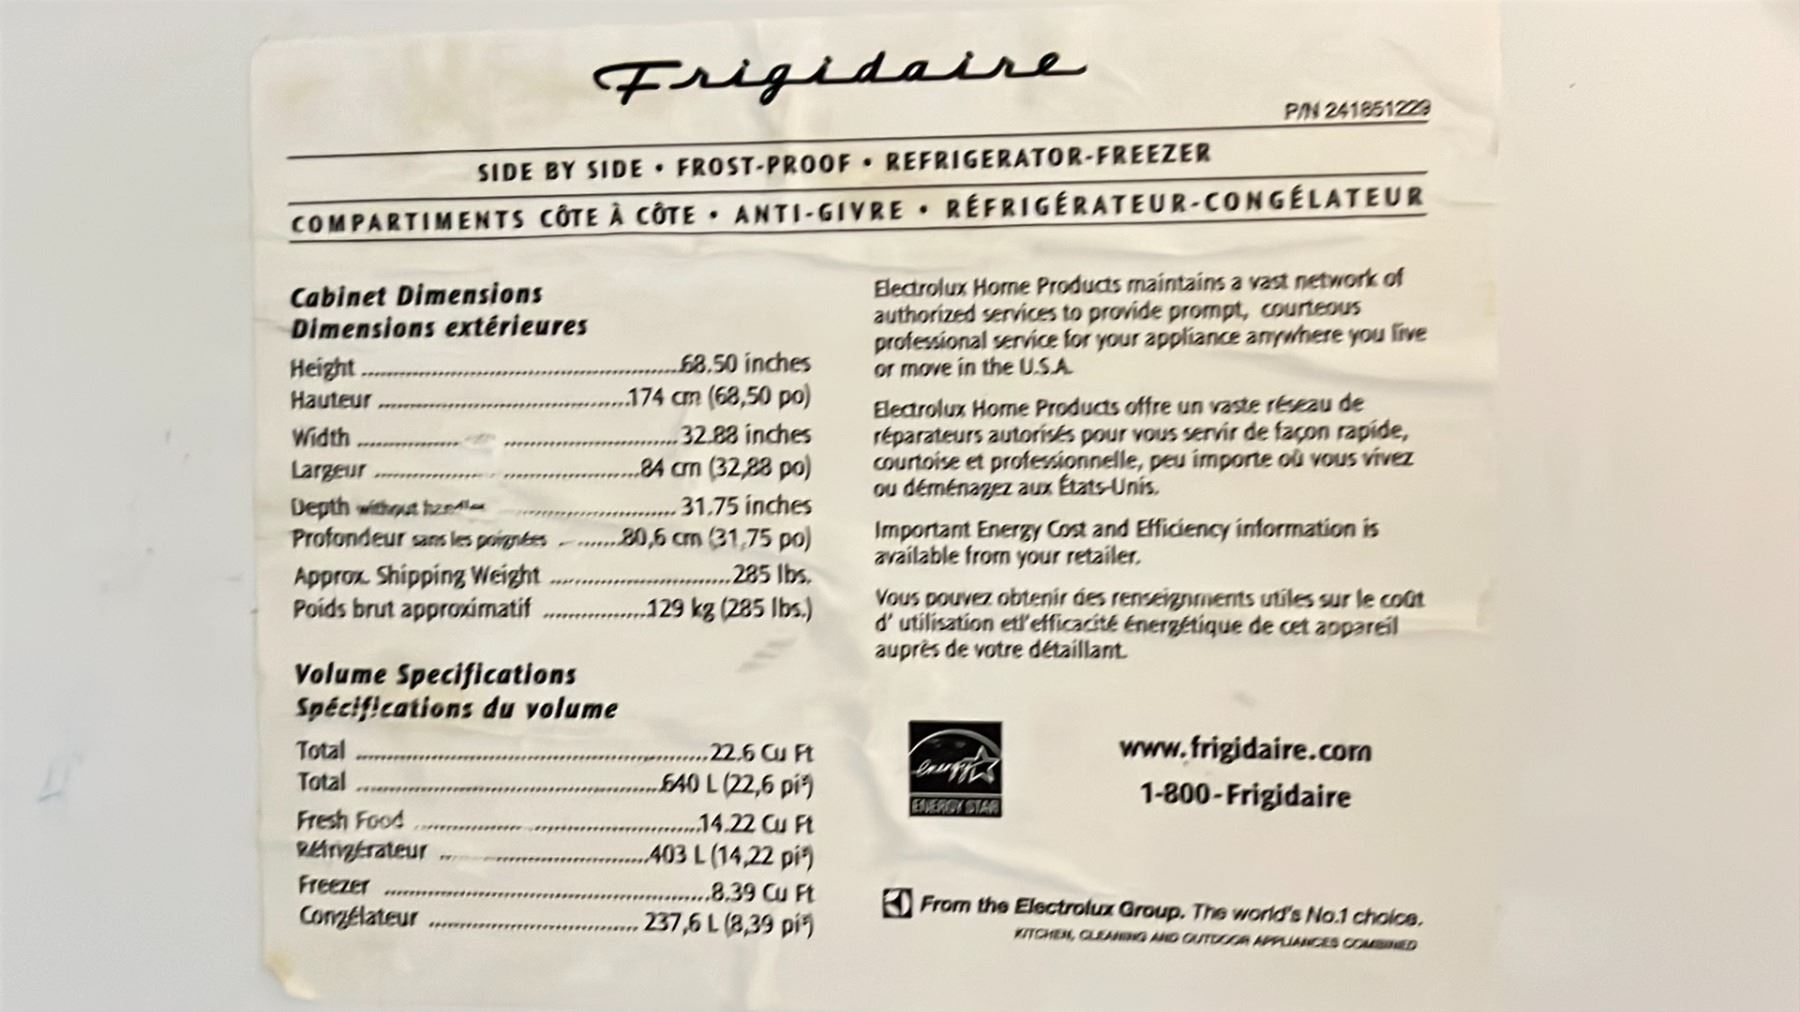 Frigidaire
P/N 241851229
SIDE BY SIDE • FROST-PROOF • REFRIGERATOR-FREEZER
COMPARTIMENTS CÔTE À CÔTE • ANTI-GIVRE • RÉFRIGÉRATEUR-CONGÉLATEUR
Cabinet Dimensions
Dimensions extérieures
Height 68.50 inches
Hauteur 174 cm (68,50 po)
Width 32.88 inches
Largeur 84 cm (32,88 po)
Depth without handles 31.75 inches
Profondeur sans les poignées 80,6 cm (31,75 po)
Approx. Shipping Weight 285 lbs.
Poids brut approximatif 129 kg (285 lbs.)
Volume Specifications
Spécifications du volume
Total 22.6 Cu Ft
Total 640 L (22,6 pi³)
Fresh Food 14.22 Cu Ft
Réfrigérateur 403 L (14,22 pi³)
Freezer 8.39 Cu Ft
Congélateur 237,6 L (8,39 pi³)
Electrolux Home Products maintains a vast network of
authorized services to provide prompt, courteous
professional service for your appliance anywhere you live
or move in the U.S.A.
Electrolux Home Products offre un vaste réseau de
réparateurs autorisés pour vous servir de façon rapide,
courtoise et professionnelle, peu importe où vous vivez
ou déménagez aux États-Unis.
Important Energy Cost and Efficiency information is
available from your retailer.
Vous pouvez obtenir des renseignments utiles sur le coût
d' utilisation etl'efficacité énergétique de cet appareil
auprès de votre détaillant.
energy
ENERGY STAR
www.frigidaire.com
1-800-Frigidaire
From the Electrolux Group. The world's No.1 choice.
KITCHEN, CLEANING AND OUTDOOR APPLIANCES COMBINED